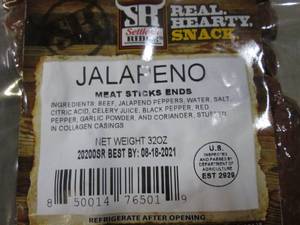 SR
REAL.
HEARTY.
SNACK.
JALAPENO
MEAT STICKS ENDS
INGREDIENTS: BEEF, JALAPENO PEPPERS, WATER, SALT
CITRIC ACID, CELERY JUICE, BLACK PEPPER, RED
PEPPER, GARLIC POWDER, AND CORIANDER, STUFFED
IN COLLAGEN CASINGS
NET WEIGHT 32OZ
20200SR BEST BY: 08-18-2021
U.S.
INSPECTED
AND PASSED BY
DEPARTMENT OF
AGRICULTURE
EST 2929
8 50014 76501 9
REFRIGERATE AFTER OPENING